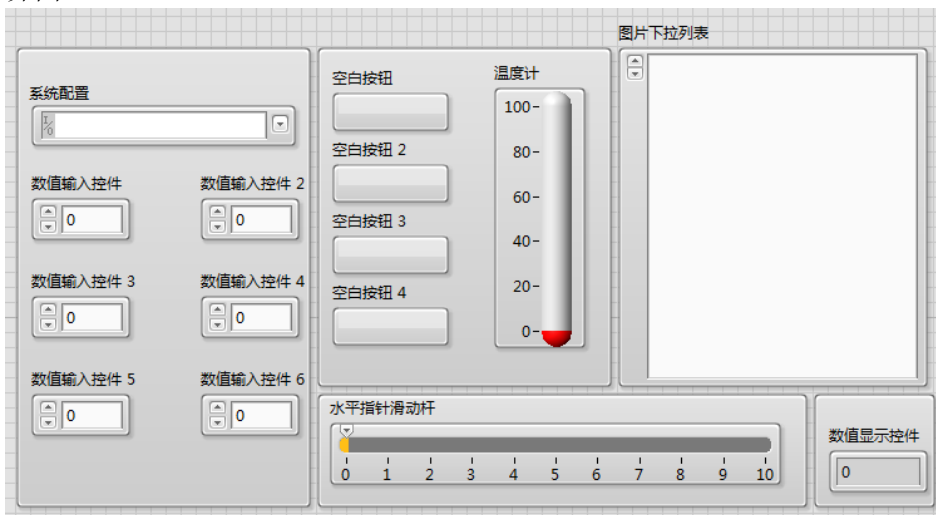 图片下拉列表
系统配置
数值输入控件 数值输入控件 2
0 0
数值输入控件 3 数值输入控件 4
0 0
数值输入控件 5 数值输入控件 6
0 0
空白按钮
空白按钮 2
空白按钮 3
空白按钮 4
温度计
100
80
60
40
20
0
水平指针滑动杆
0 1 2 3 4 5 6 7 8 9 10
数值显示控件
0